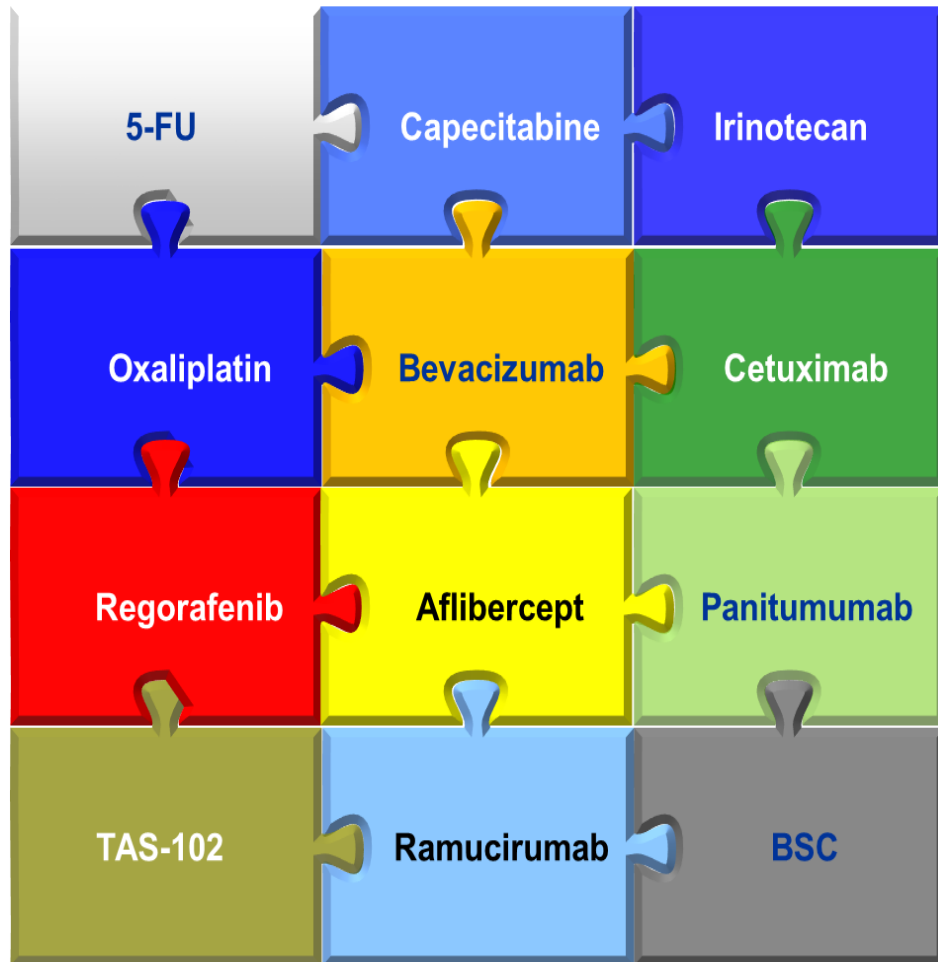 5-FU
Capecitabine
Irinotecan
Oxaliplatin
Bevacizumab
Cetuximab
Regorafenib
Aflibercept
Panitumumab
TAS-102
Ramucirumab
BSC